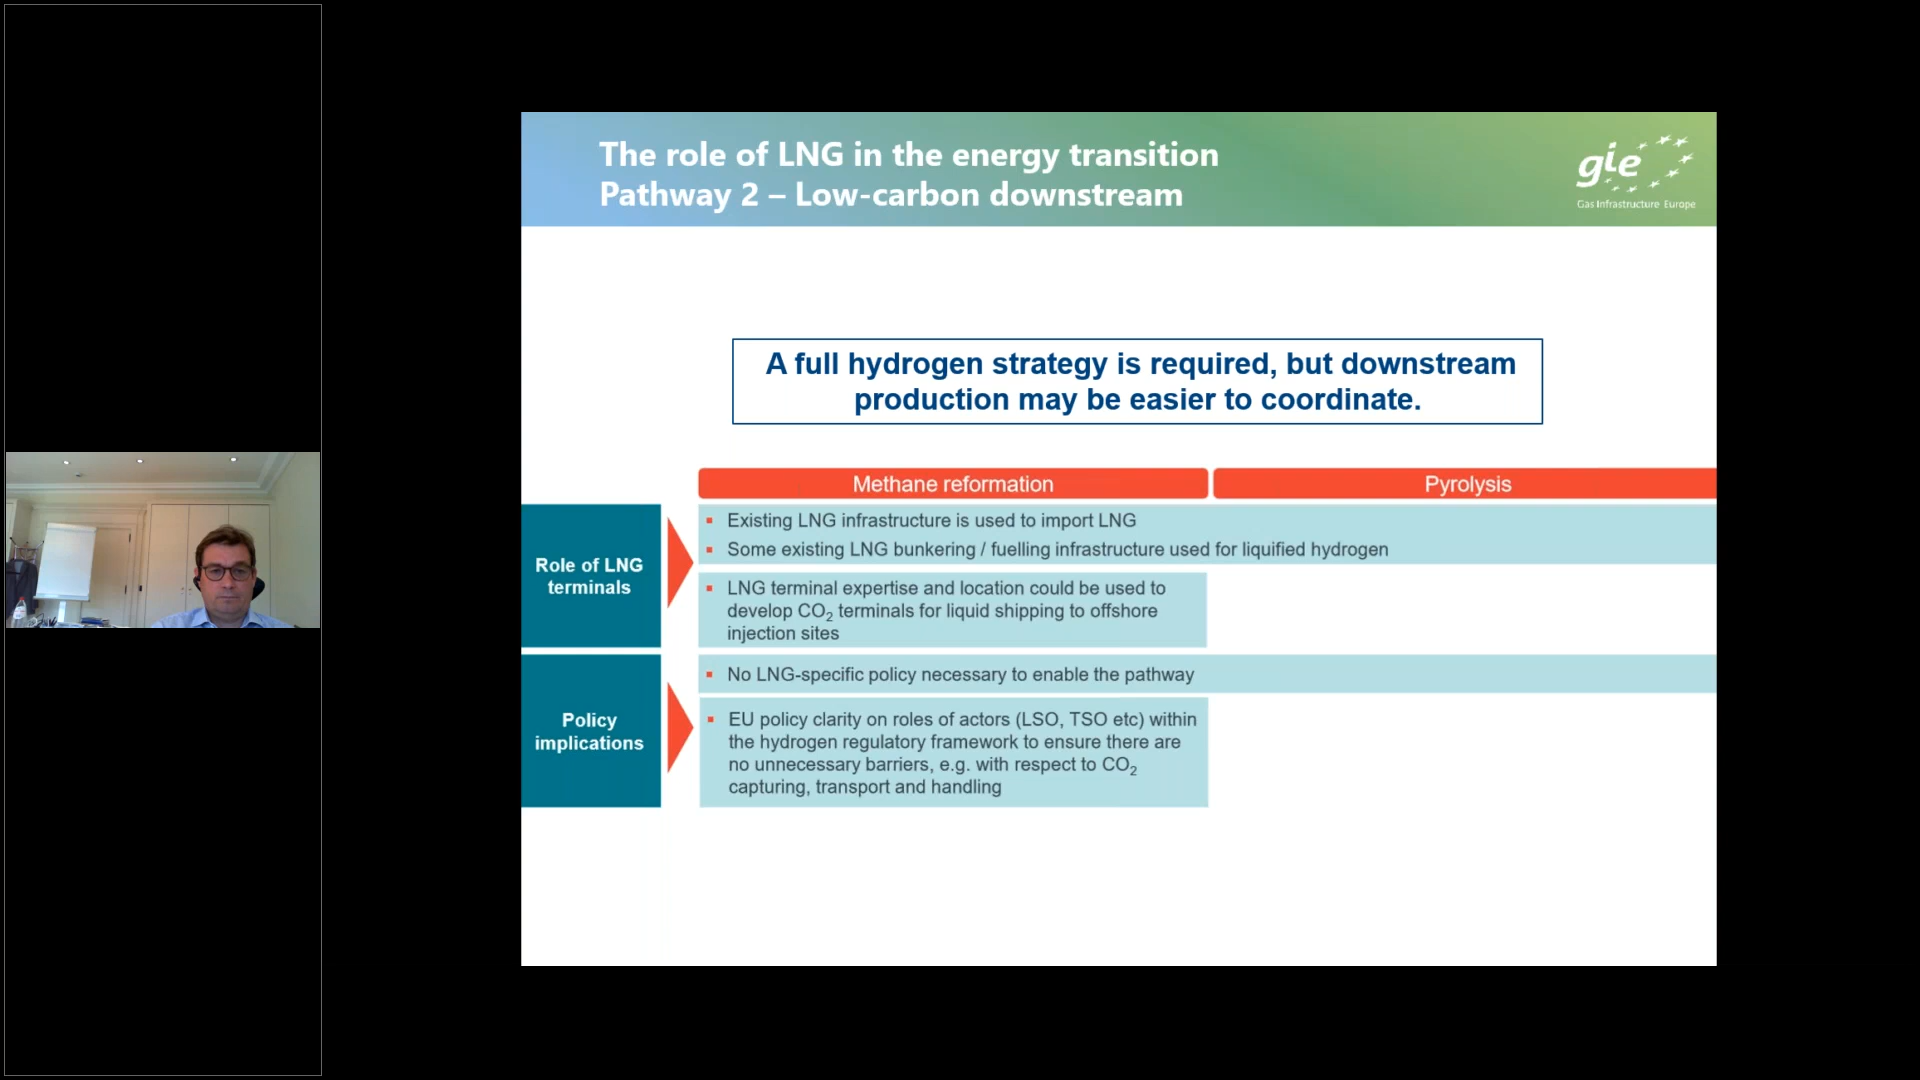 The role of LNG in the energy transition
Pathway 2 – Low-carbon downstream
gie
Gas Infrastructure Europe
A full hydrogen strategy is required, but downstream
production may be easier to coordinate.
Methane reformation
Pyrolysis
Role of LNG
terminals
▪ Existing LNG infrastructure is used to import LNG
▪ Some existing LNG bunkering / fuelling infrastructure used for liquified hydrogen
▪ LNG terminal expertise and location could be used to
develop CO₂ terminals for liquid shipping to offshore
injection sites
Policy
implications
▪ No LNG-specific policy necessary to enable the pathway
▪ EU policy clarity on roles of actors (LSO, TSO etc) within
the hydrogen regulatory framework to ensure there are
no unnecessary barriers, e.g. with respect to CO₂
capturing, transport and handling